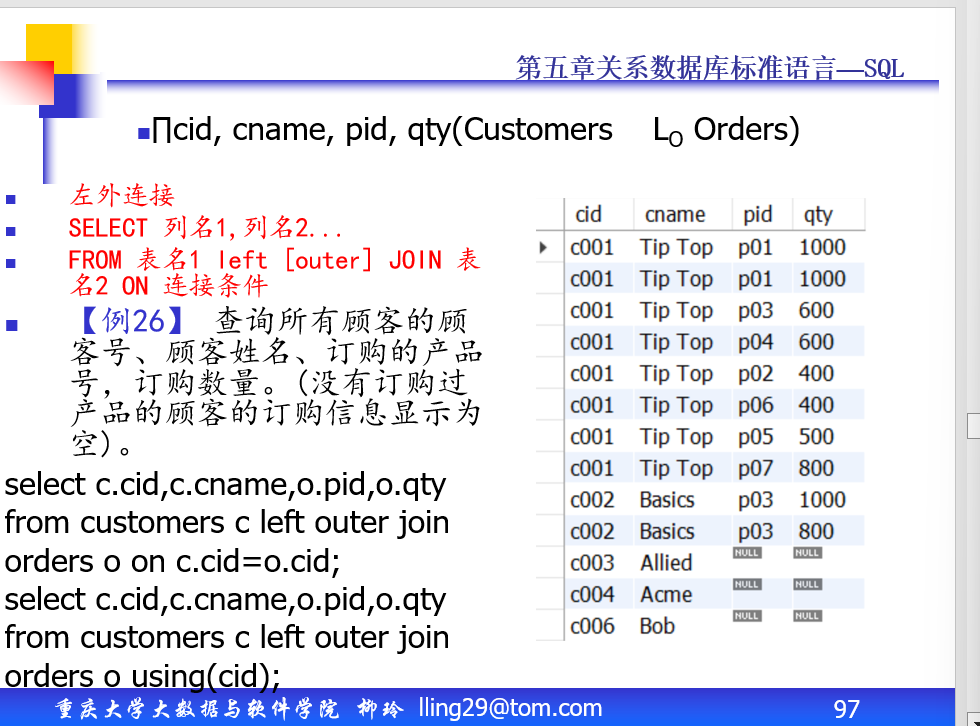 第五章关系数据库标准语言—SQL
∏cid, cname, pid, qty(Customers LO Orders)
左外连接
SELECT 列名1,列名2...
FROM 表名1 left [outer] JOIN 表
名2 ON 连接条件
【例26】 查询所有顾客的顾
客号、顾客姓名、订购的产品
号，订购数量。(没有订购过
产品的顾客的订购信息显示为
空)。
select c.cid,c.cname,o.pid,o.qty
from customers c left outer join
orders o on c.cid=o.cid;
select c.cid,c.cname,o.pid,o.qty
from customers c left outer join
orders o using(cid);
cid cname pid qty
c001 Tip Top p01 1000
c001 Tip Top p01 1000
c001 Tip Top p03 600
c001 Tip Top p04 600
c001 Tip Top p02 400
c001 Tip Top p06 400
c001 Tip Top p05 500
c001 Tip Top p07 800
c002 Basics p03 1000
c002 Basics p03 800
c003 Allied NULL NULL
c004 Acme NULL NULL
c006 Bob NULL NULL
重庆大学大数据与软件学院 柳玲 lling29@tom.com 97